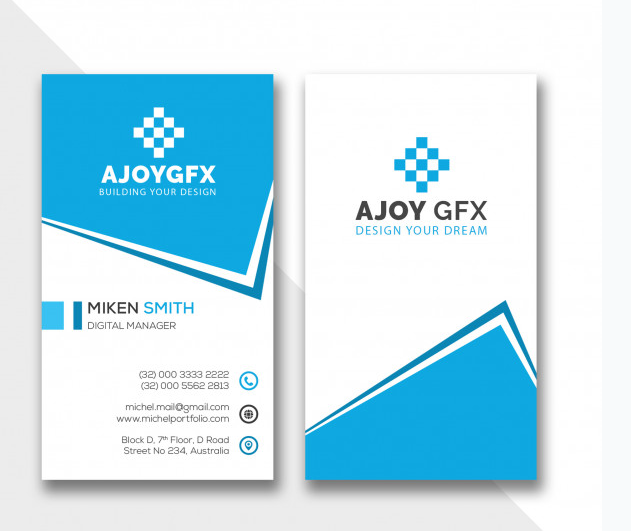 AJOYGFX
BUILDING YOUR DESIGN
MIKEN SMITH
DIGITAL MANAGER
(32) 000 3333 2222
(32) 000 5562 2813
michel.mail@gmail.com
www.michelportfolio.com
Block D, 7th Floor, D Road
Street No 234, Australia
AJOY GFX
DESIGN YOUR DREAM